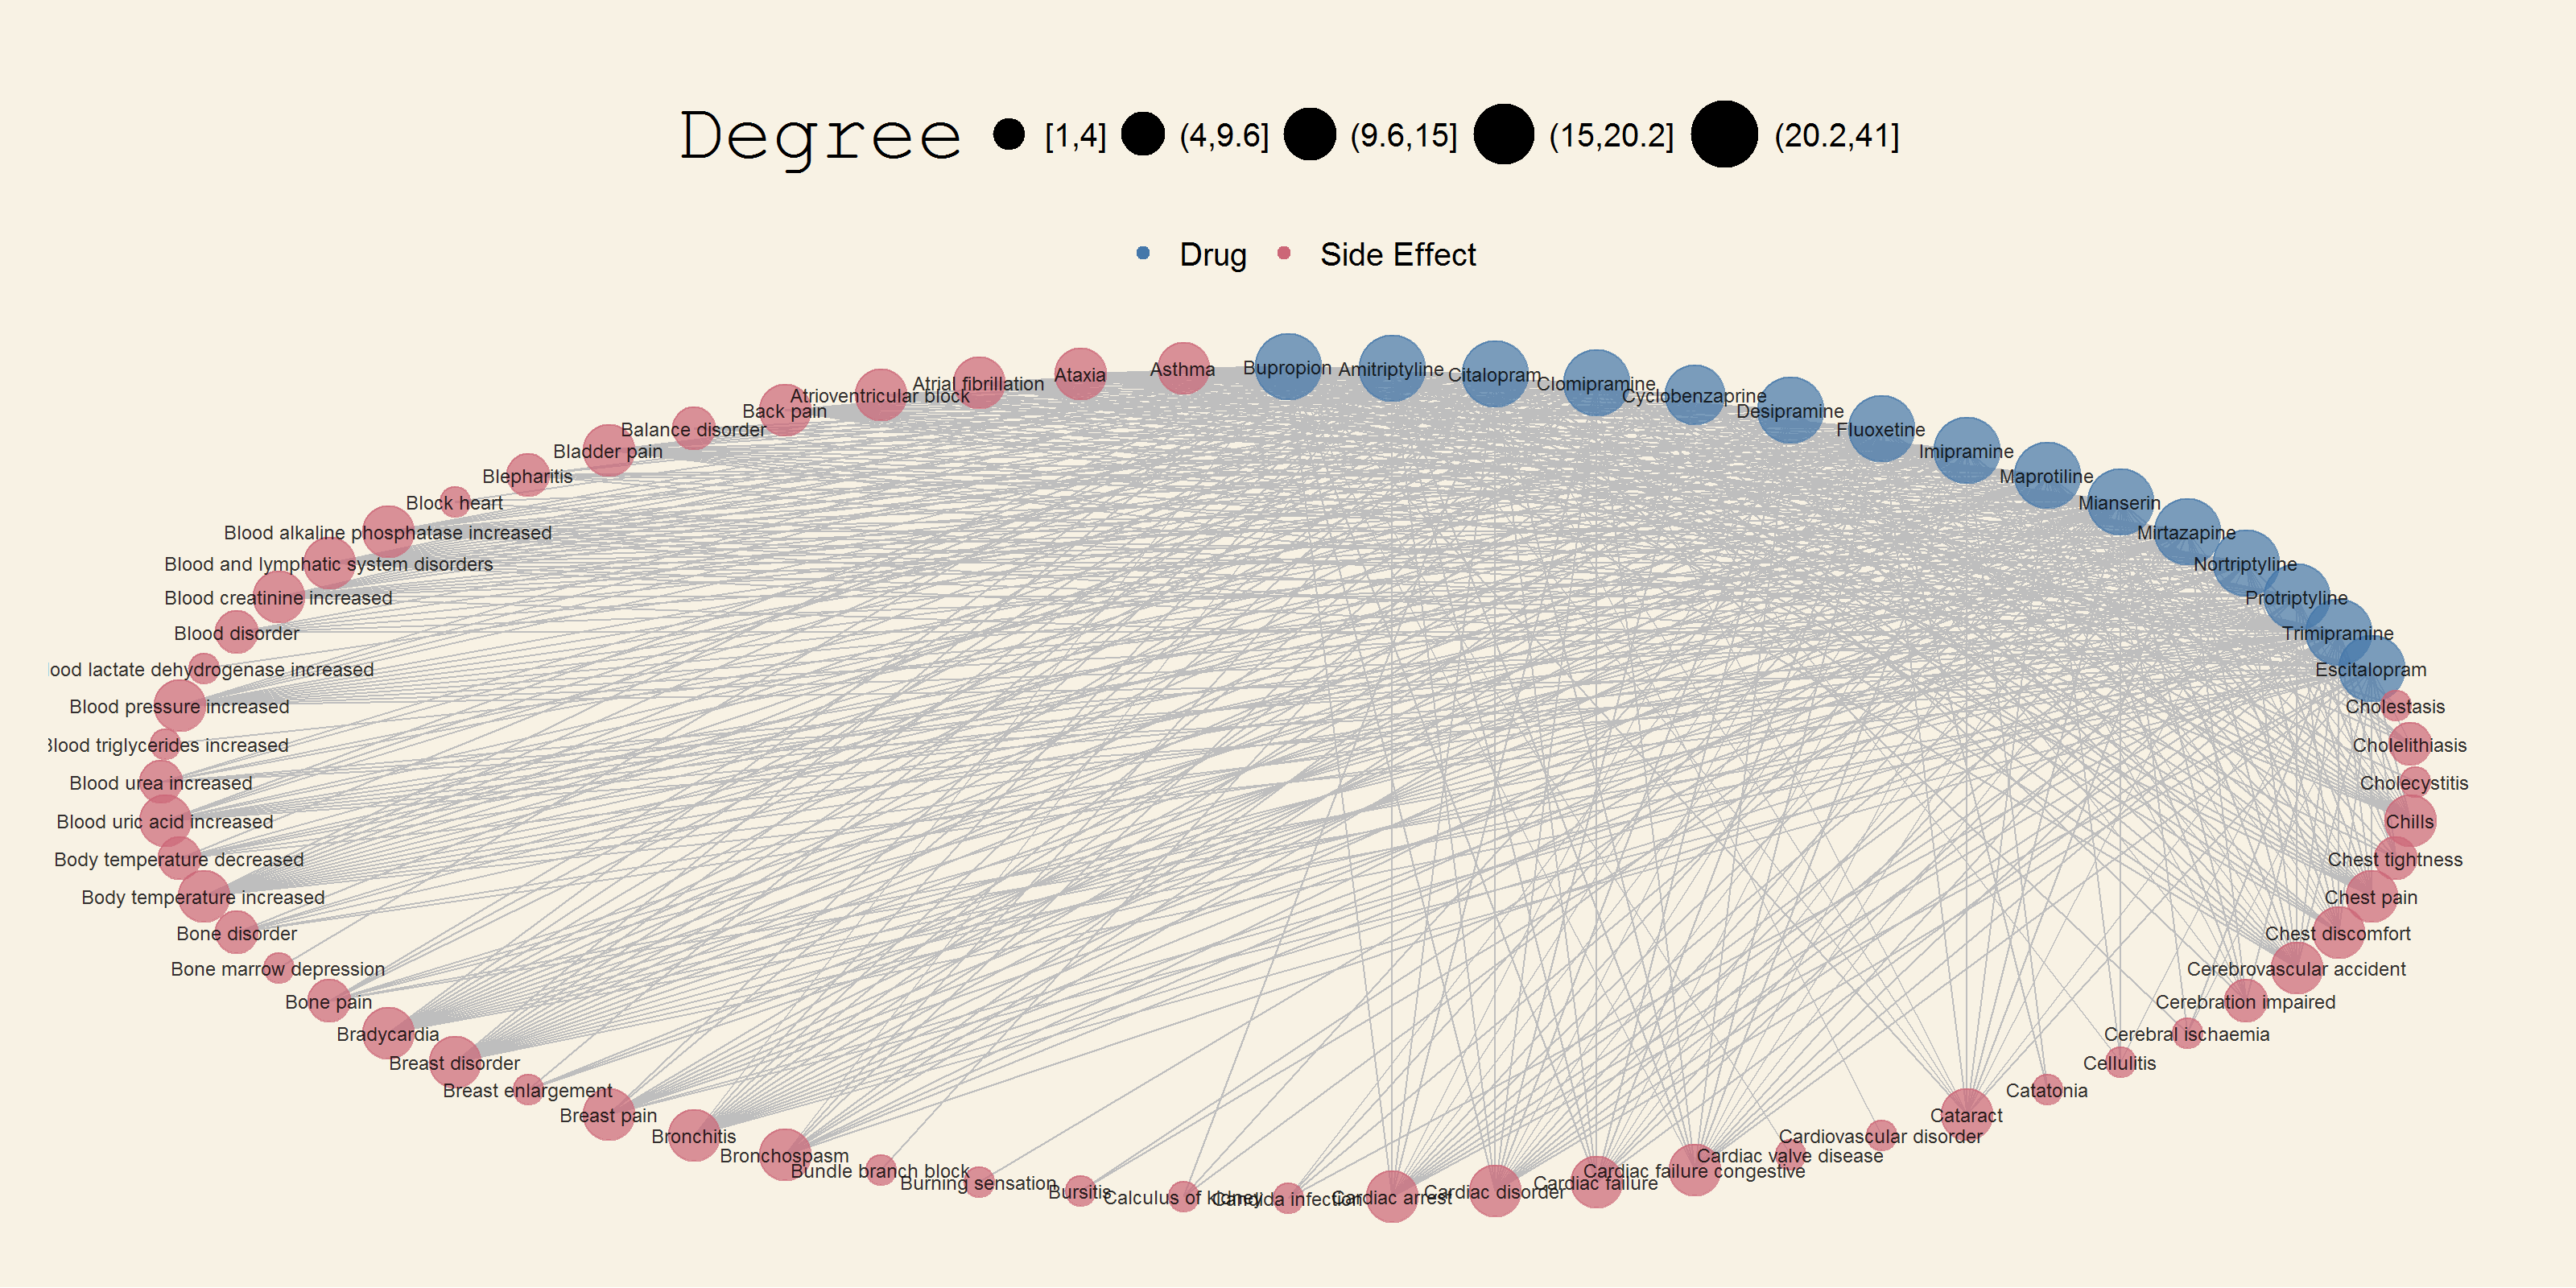 Degree [1,4] (4,9.6] (9.6,15] (15,20.2] (20.2,41]
Drug Side Effect
Bupropion
Amitriptyline
Citalopram
Clomipramine
Cyclobenzaprine
Desipramine
Fluoxetine
Imipramine
Maprotiline
Mianserin
Mirtazapine
Nortriptyline
Protriptyline
Trimipramine
Escitalopram
Cholestasis
Cholelithiasis
Cholecystitis
Chills
Chest tightness
Chest pain
Chest discomfort
Cerebrovascular accident
Cerebration impaired
Cerebral ischaemia
Cellulitis
Catatonia
Cataract
Cardiovascular disorder
Cardiac valve disease
Cardiac failure congestive
Cardiac failure
Cardiac disorder
Cardiac arrest
Candida infection
Calculus of kidney
Bursitis
Burning sensation
Bundle branch block
Bronchospasm
Bronchitis
Breast pain
Breast enlargement
Breast disorder
Bradycardia
Bone pain
Bone marrow depression
Bone disorder
Body temperature increased
Body temperature decreased
Blood uric acid increased
Blood urea increased
lood triglycerides increased
lood lactate dehydrogenase increased
Blood pressure increased
Blood disorder
Blood creatinine increased
Blood and lymphatic system disorders
Blood alkaline phosphatase increased
Block heart
Blepharitis
Bladder pain
Balance disorder
Back pain
Atrioventricular block
Atrial fibrillation
Ataxia
Asthma